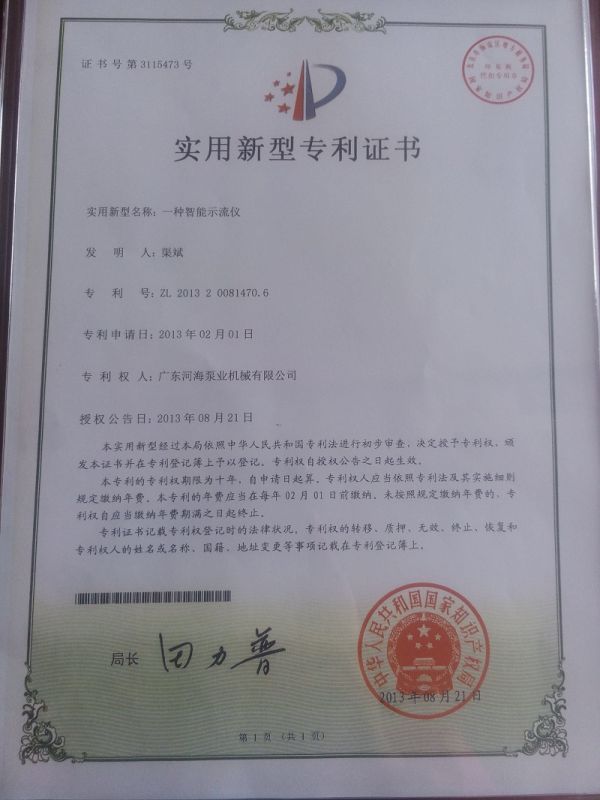 证书号第3115473号
实用新型专利证书
实用新型名称：一种智能示流仪
发明人：渠斌
专利号：ZL 2013 2 0081470.6
专利申请日：2013年02月01日
专利权人：广东河海泵业机械有限公司
授权公告日：2013年08月21日
本实用新型经过本局依照中华人民共和国专利法进行初步审查，决定授予专利权，颁
发本证书并在专利登记簿上予以登记。专利权自授权公告之日起生效。
本专利的专利权期限为十年，自申请日起算。专利权人应当依照专利法及其实施细则
规定缴纳年费。本专利的年费应当在每年02月01日前缴纳。未按照规定缴纳年费的，专
利权自应当缴纳年费期满之日起终止。
专利证书记载专利权登记时的法律状况。专利权的转移、质押、无效、终止、恢复和
专利权人的姓名或名称、国籍、地址变更等事项记载在专利登记簿上。
局长
田力普
中华人民共和国国家知识产权局
2013年08月21日
第1页（共1页）